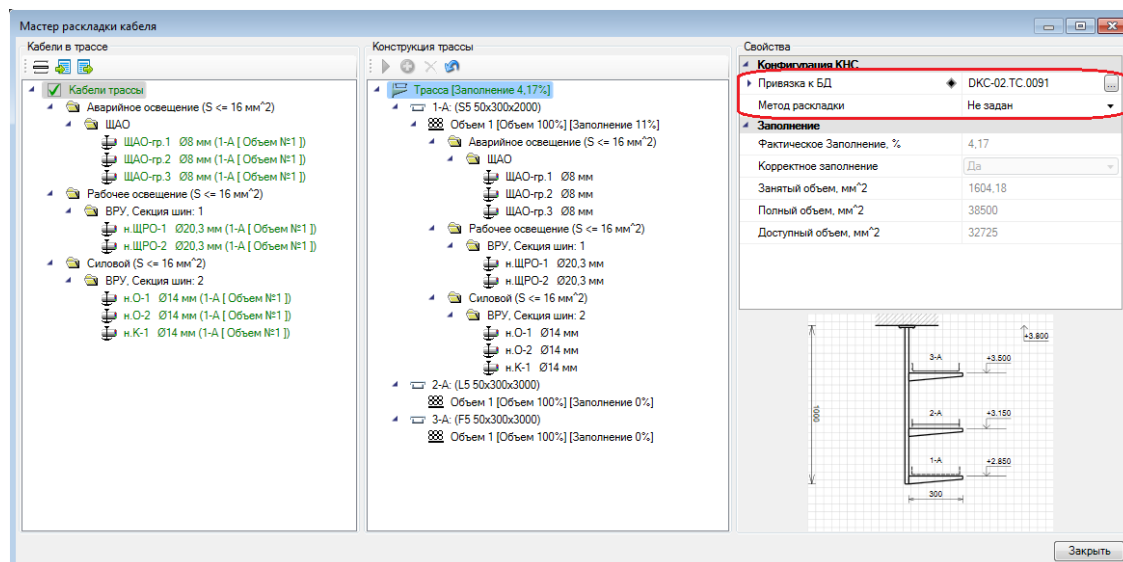 Мастер раскладки кабеля
Кабели в трассе
Кабели трассы
Аварийное освещение (S <= 16 мм^2)
ЩАО
ЩАО-гр.1 Ø8 мм (1-А [ Объем №1 ])
ЩАО-гр.2 Ø8 мм (1-А [ Объем №1 ])
ЩАО-гр.3 Ø8 мм (1-А [ Объем №1 ])
Рабочее освещение (S <= 16 мм^2)
ВРУ, Секция шин: 1
н.ЩРО-1 Ø20,3 мм (1-А [ Объем №1 ])
н.ЩРО-2 Ø20,3 мм (1-А [ Объем №1 ])
Силовой (S <= 16 мм^2)
ВРУ, Секция шин: 2
н.О-1 Ø14 мм (1-А [ Объем №1 ])
н.О-2 Ø14 мм (1-А [ Объем №1 ])
н.К-1 Ø14 мм (1-А [ Объем №1 ])
Конструкция трассы
Трасса [Заполнение 4,17%]
1-А: (S5 50x300x2000)
Объем 1 [Объем 100%] [Заполнение 11%]
Аварийное освещение (S <= 16 мм^2)
ЩАО
ЩАО-гр.1 Ø8 мм
ЩАО-гр.2 Ø8 мм
ЩАО-гр.3 Ø8 мм
Рабочее освещение (S <= 16 мм^2)
ВРУ, Секция шин: 1
н.ЩРО-1 Ø20,3 мм
н.ЩРО-2 Ø20,3 мм
Силовой (S <= 16 мм^2)
ВРУ, Секция шин: 2
н.О-1 Ø14 мм
н.О-2 Ø14 мм
н.К-1 Ø14 мм
2-А: (L5 50x300x3000)
Объем 1 [Объем 100%] [Заполнение 0%]
3-А: (F5 50x300x3000)
Объем 1 [Объем 100%] [Заполнение 0%]
Свойства
Конфигурация КНС
Привязка к БД DKC-02.TC.0091 ...
Метод раскладки Не задан
Заполнение
Фактическое Заполнение, % 4,17
Корректное заполнение Да
Занятый объем, мм^2 1604,18
Полный объем, мм^2 38500
Доступный объем, мм^2 32725
+3.800
3-А +3.500
1000
2-А +3.150
1-А +2.850
300
Закрыть